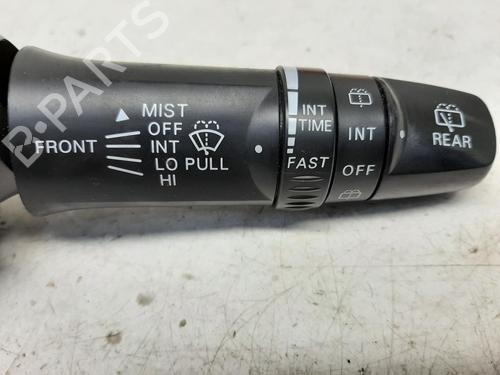 MIST
OFF
FRONT INT
LO PULL
HI
INT
TIME
FAST
INT
OFF
REAR
B-PARTS